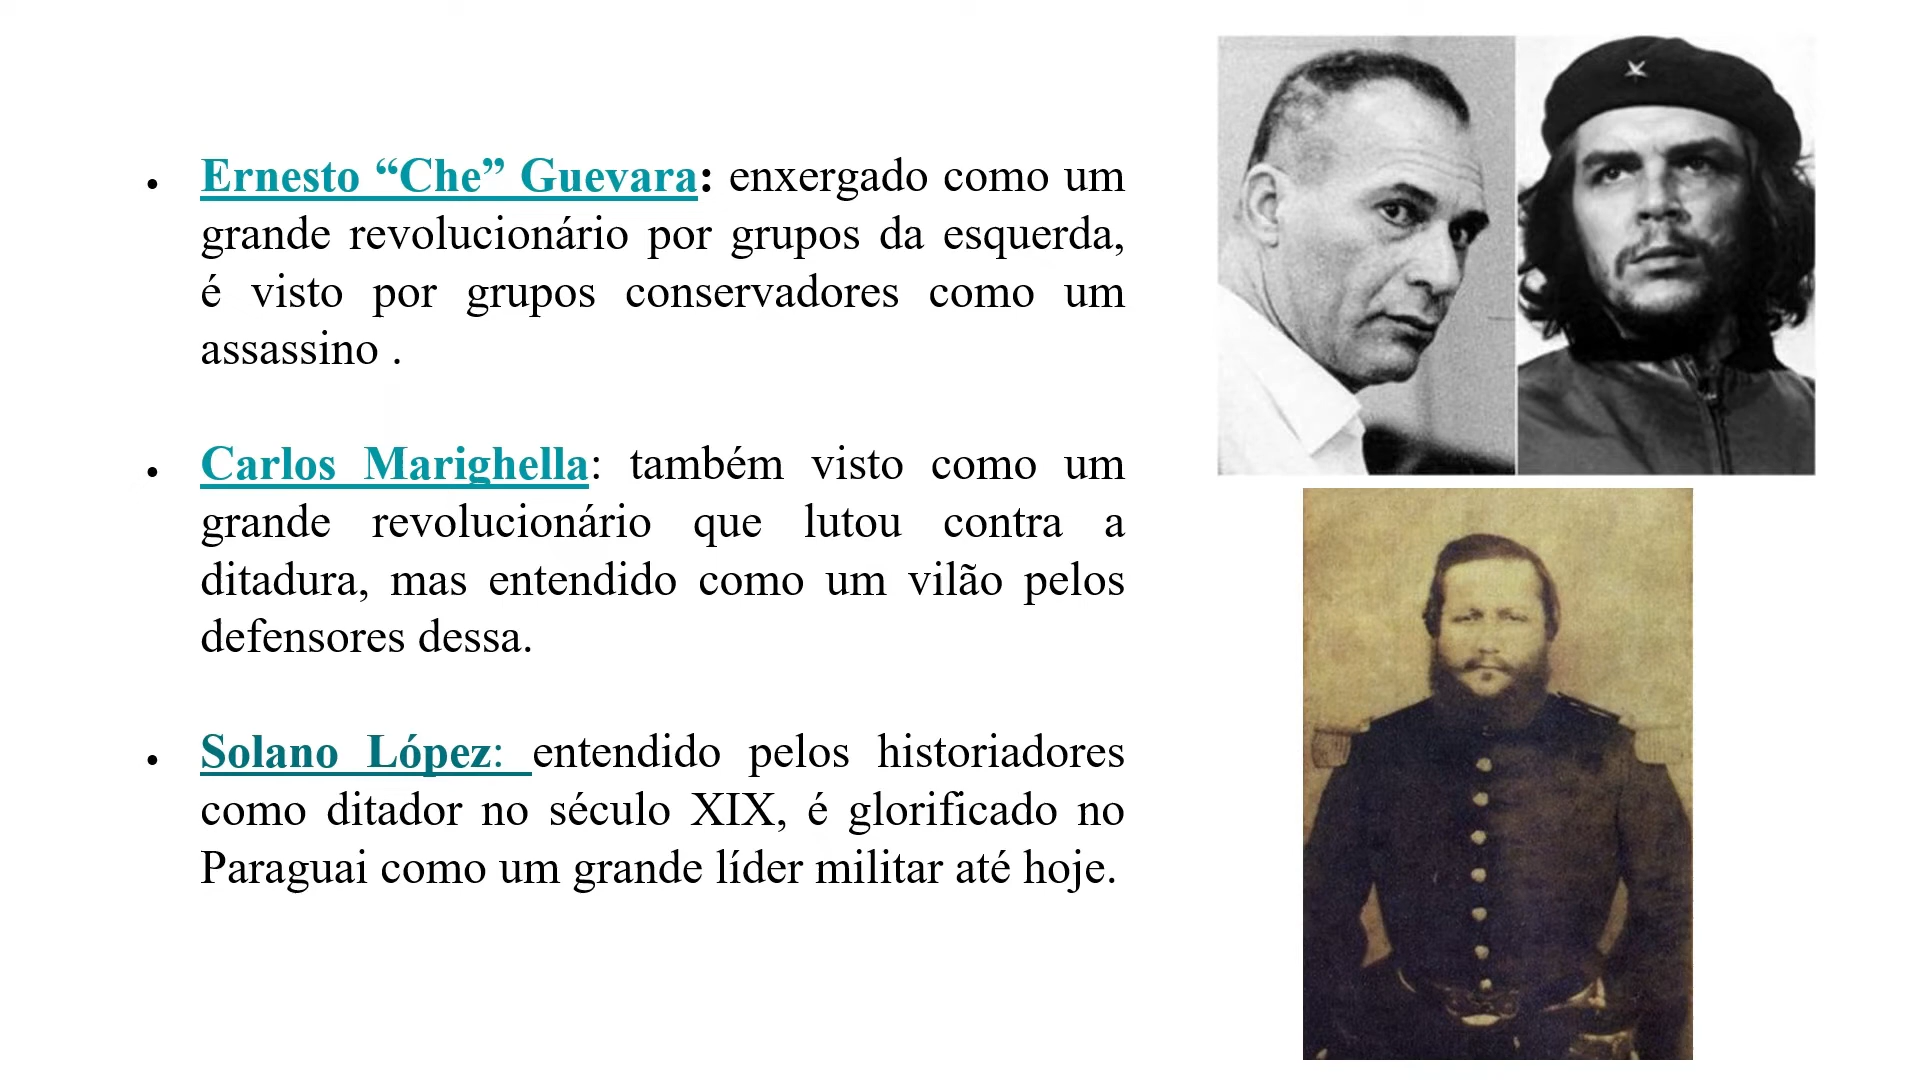 • Ernesto “Che” Guevara: enxergado como um
grande revolucionário por grupos da esquerda,
é visto por grupos conservadores como um
assassino .
• Carlos Marighella: também visto como um
grande revolucionário que lutou contra a
ditadura, mas entendido como um vilão pelos
defensores dessa.
• Solano López: entendido pelos historiadores
como ditador no século XIX, é glorificado no
Paraguai como um grande líder militar até hoje.